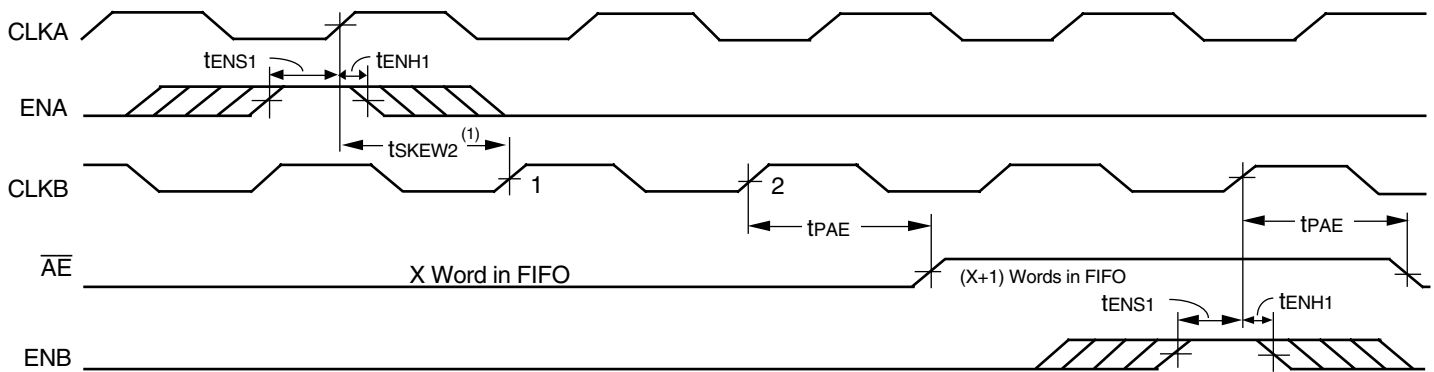 CLKA
tENS1
tENH1
ENA
tSKEW2(1)
CLKB
1
2
tPAE
tPAE
AE
X Word in FIFO
(X+1) Words in FIFO
tENS1
tENH1
ENB